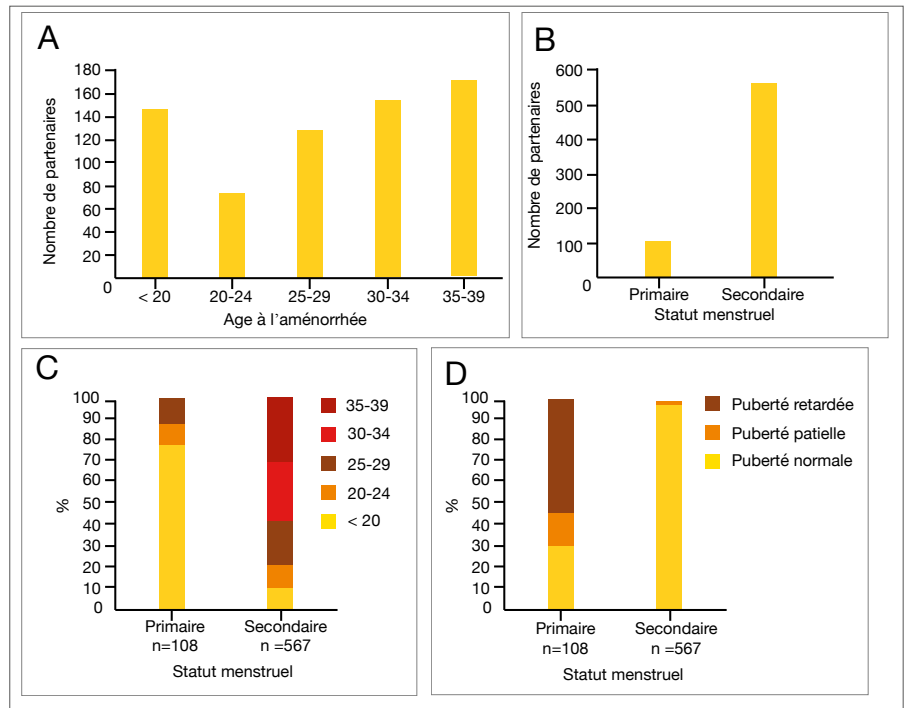 A
Nombre de partenaires
180
160
140
120
100
80
60
40
20
0
< 20
20-24
25-29
30-34
35-39
Age à l'aménorrhée
B
Nombre de partenaires
600
500
400
300
200
100
0
Primaire
Secondaire
Statut menstruel
C
%
100
90
80
70
60
50
40
30
20
10
0
Primaire
n=108
Secondaire
n =567
Statut menstruel
35-39
30-34
25-29
20-24
< 20
D
%
100
90
80
70
60
50
40
30
20
10
0
Primaire
n=108
Secondaire
n =567
Statut menstruel
Puberté retardée
Puberté patielle
Puberté normale